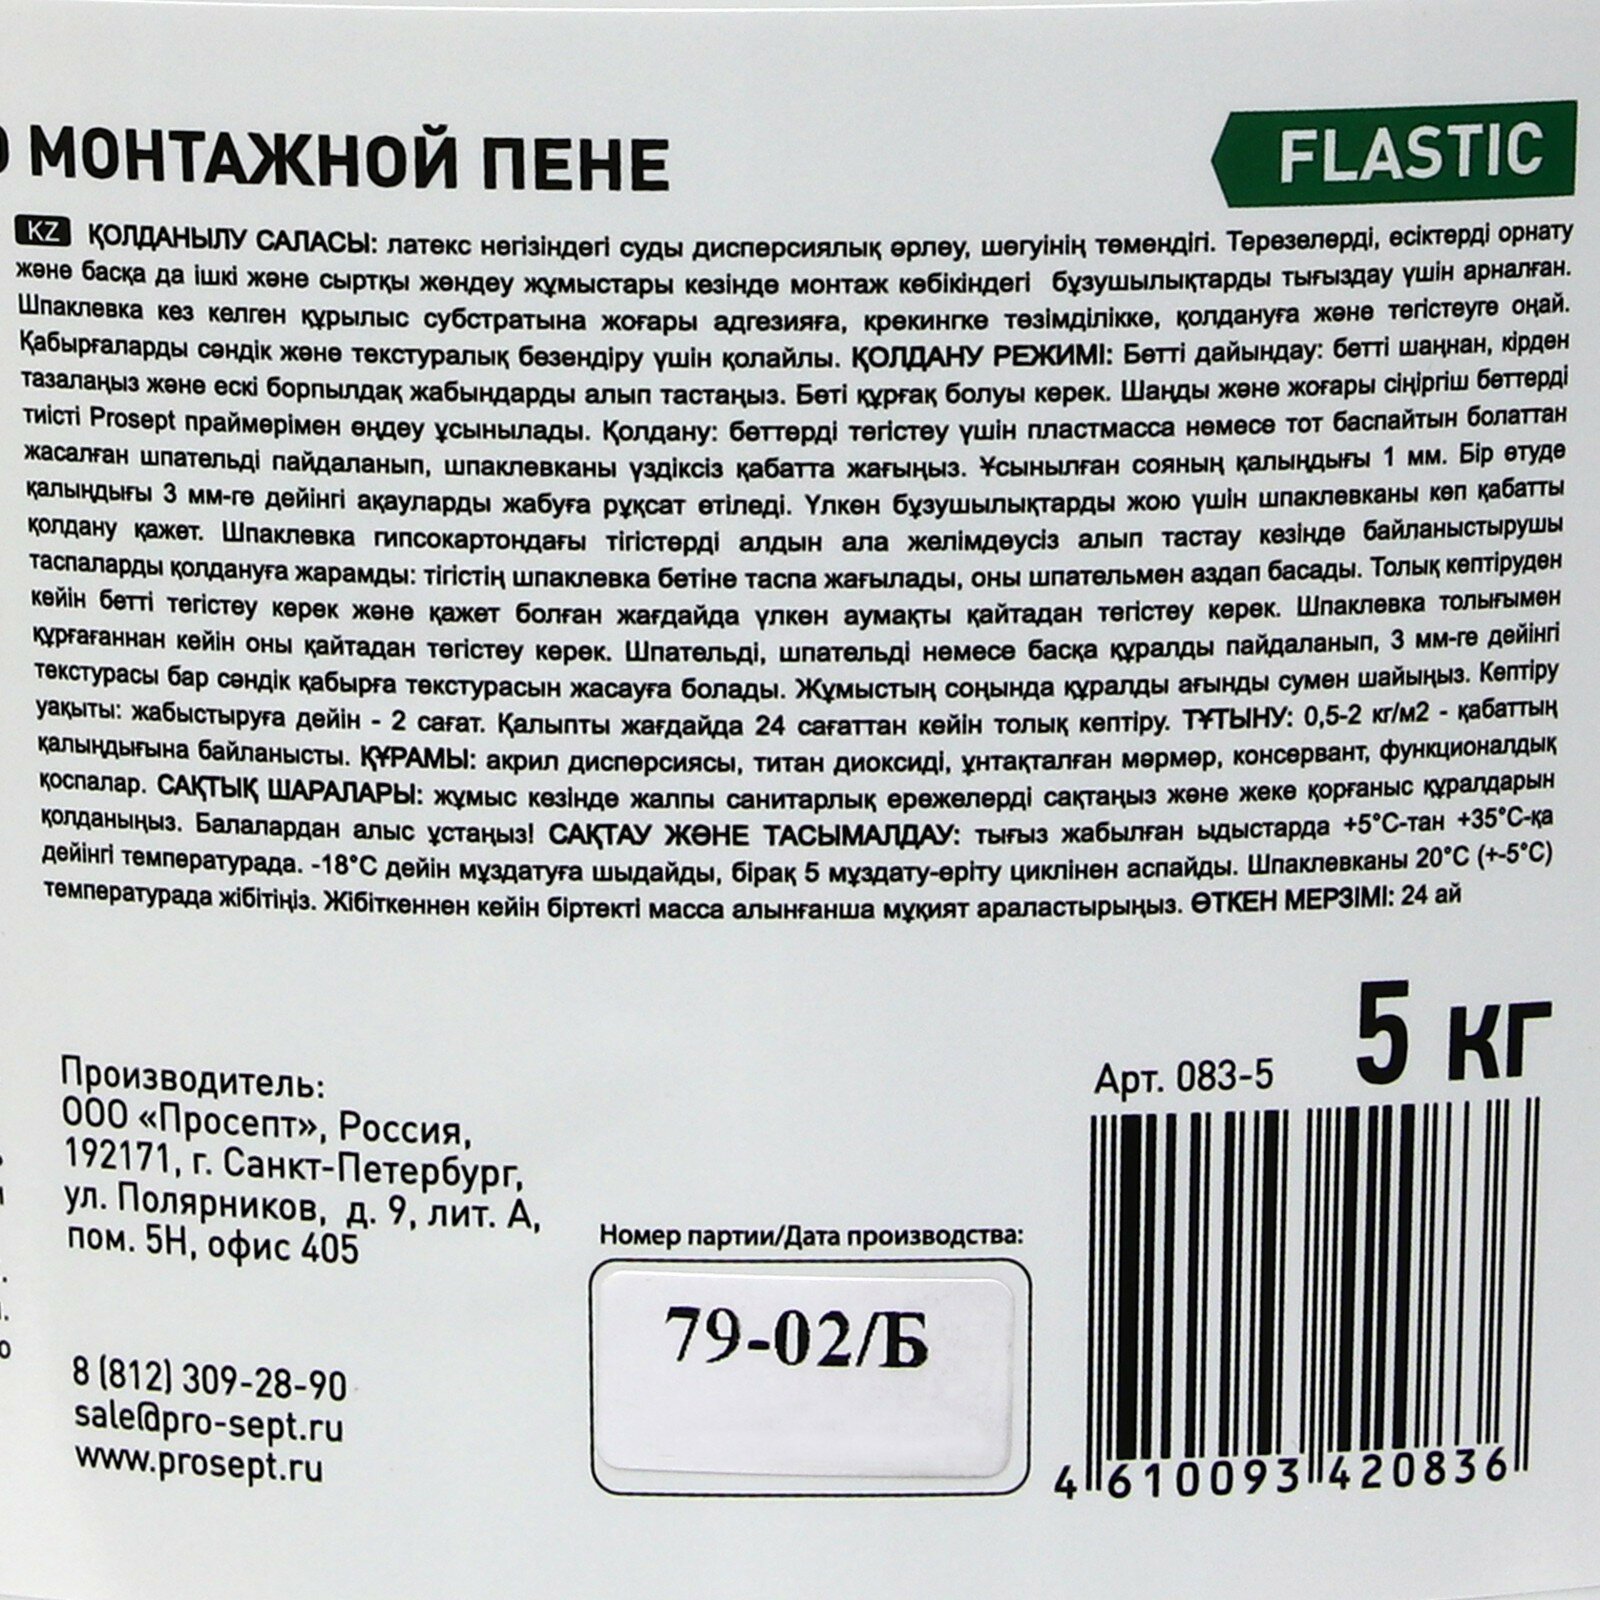 МОНТАЖНОЙ ПЕНЕ
FLASTIC
KZ ҚОЛДАНЫЛУ САЛАСЫ: латекс негізіндегі суды дисперсиялық өрлеу, шөгуінің төмендігі. Терезелерді, есіктерді орнату
және басқа да ішкі және сыртқы жөндеу жұмыстары кезінде монтаж көбікіндегі бұзушылықтарды тығыздау үшін арналған.
Шпаклевка кез келген құрылыс субстратына жоғары адгезияға, крекингке төзімділікке, қолдануға және тегістеуге оңай.
Қабырғаларды сәндік және текстуралық безендіру үшін қолайлы. ҚОЛДАНУ РЕЖИМІ: Бетті дайындау: бетті шаңнан, кірден
тазалаңыз және ескі борпылдақ жабындарды алып тастаңыз. Беті құрғақ болуы керек. Шаңды және жоғары сіңіргіш беттерді
тиісті Prosept праймерімен өңдеу ұсынылады. Қолдану: беттерді тегістеу үшін пластмасса немесе тот баспайтын болаттан
жасалған шпательді пайдаланып, шпаклевканы үздіксіз қабатта жағыңыз. Ұсынылған сояның қалыңдығы 1 мм. Бір өтуде
қалыңдығы 3 мм-ге дейінгі ақауларды жабуға рұқсат етіледі. Үлкен бұзушылықтарды жою үшін шпаклевканы көп қабатты
қолдану қажет. Шпаклевка гипсокартондағы тігістерді алдын ала желімдеусіз алып тастау кезінде байланыстырушы
таспаларды қолдануға жарамды: тігістің шпаклевка бетіне таспа жағылады, оны шпательмен аздап басады. Толық кептіруден
кейін бетті тегістеу керек және қажет болған жағдайда үлкен аумақты қайтадан тегістеу керек. Шпаклевка толығымен
құрғағаннан кейін оны қайтадан тегістеу керек. Шпательді, шпательді немесе басқа құралды пайдаланып, 3 мм-ге дейінгі
текстурасы бар сәндік қабырға текстурасын жасауға болады. Жұмыстың соңында құралды ағынды сумен шайыңыз. Кептіру
уақыты: жабыстыруға дейін - 2 сағат. Қалыпты жағдайда 24 сағаттан кейін толық кептіру. ТҰТЫНУ: 0,5-2 кг/м2 - қабаттың
қалыңдығына байланысты. ҚҰРАМЫ: акрил дисперсиясы, титан диоксиді, ұнтақталған мәрмәр, консервант, функционалдық
қоспалар. САҚТЫҚ ШАРАЛАРЫ: жұмыс кезінде жалпы санитарлық ережелерді сақтаңыз және жеке қорғаныс құралдарын
қолданыңыз. Балалардан алыс ұстаңыз! САҚТАУ ЖӘНЕ ТАСЫМАЛДАУ: тығыз жабылған ыдыстарда +5°С-тан +35°С-қа
дейінгі температурада. -18°С дейін мұздатуға шыдайды, бірақ 5 мұздату-еріту циклінен аспайды. Шпаклевканы 20°С (+-5°С)
температурада жібітіңіз. Жібіткеннен кейін біртекті масса алынғанша мұқият араластырыңыз. ӨТКЕН МЕРЗІМІ: 24 ай
5 кг
Арт. 083-5
Производитель:
ООО «Просепт», Россия,
192171, г. Санкт-Петербург,
ул. Полярников, д. 9, лит. А,
пом. 5Н, офис 405
Номер партии/Дата производства:
79-02/Б
8 (812) 309-28-90
sale@pro-sept.ru
www.prosept.ru
4 610093 420836